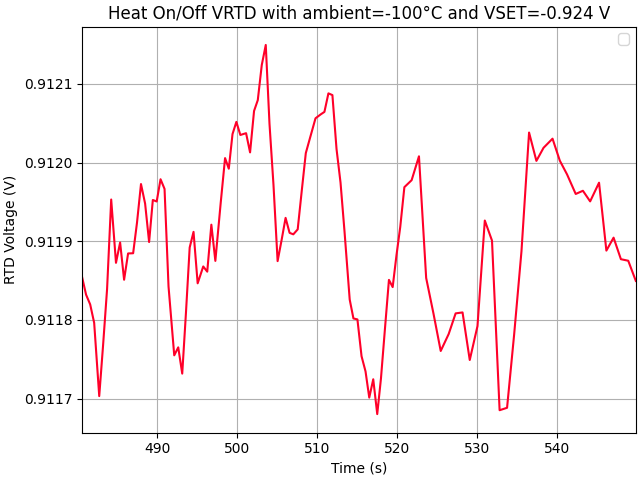 Heat On/Off VRTD with ambient=-100°C and VSET=-0.924 V
0.9121
0.9120
0.9119
0.9118
0.9117
RTD Voltage (V)
490 500 510 520 530 540
Time (s)